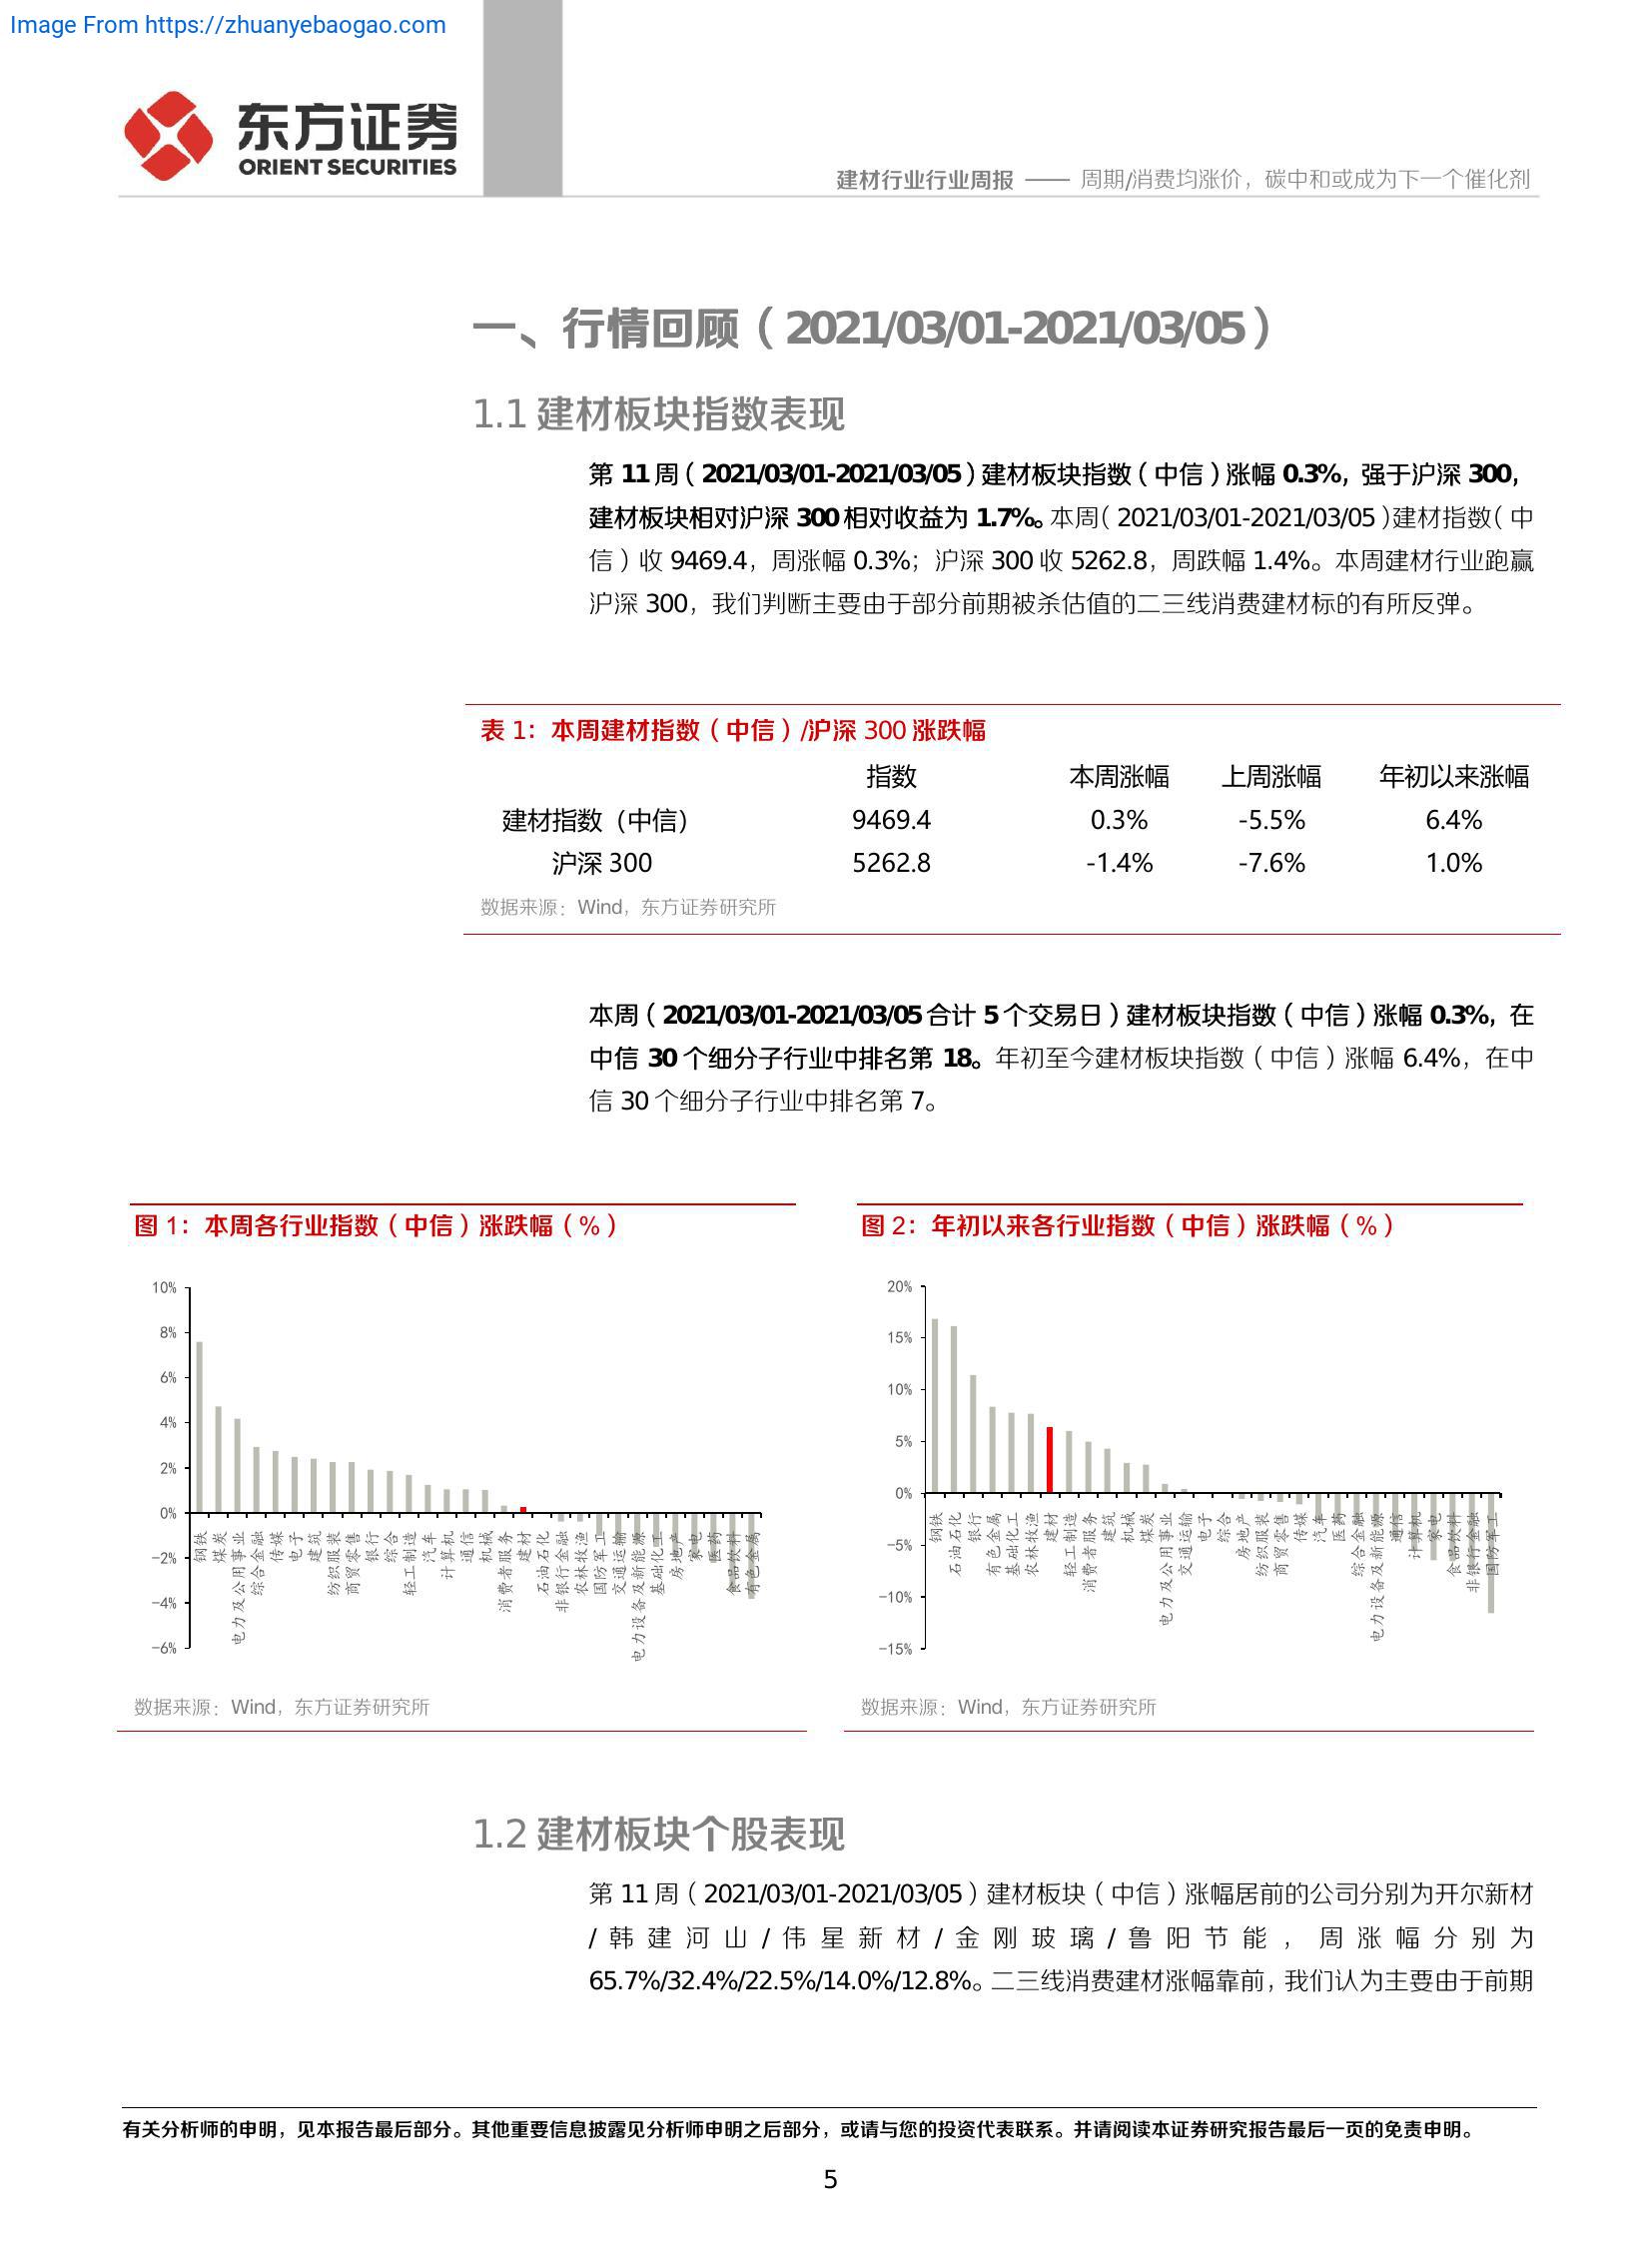 Image From https://zhuanyebaogao.com
东方证券
ORIENT SECURITIES
建材行业行业周报 —— 周期/消费均涨价，碳中和或成为下一个催化剂
一、行情回顾（2021/03/01-2021/03/05）
1.1 建材板块指数表现
第 11 周（2021/03/01-2021/03/05）建材板块指数（中信）涨幅 0.3%，强于沪深 300，
建材板块相对沪深 300 相对收益为 1.7%。本周（2021/03/01-2021/03/05）建材指数（中
信）收 9469.4，周涨幅 0.3%；沪深 300 收 5262.8，周跌幅 1.4%。本周建材行业跑赢
沪深 300，我们判断主要由于部分前期被杀估值的二三线消费建材标的有所反弹。
表 1：本周建材指数（中信）/沪深 300 涨跌幅
指数 本周涨幅 上周涨幅 年初以来涨幅
建材指数（中信） 9469.4 0.3% -5.5% 6.4%
沪深 300 5262.8 -1.4% -7.6% 1.0%
数据来源：Wind，东方证券研究所
本周（2021/03/01-2021/03/05 合计 5 个交易日）建材板块指数（中信）涨幅 0.3%，在
中信 30 个细分子行业中排名第 18。年初至今建材板块指数（中信）涨幅 6.4%，在中
信 30 个细分子行业中排名第 7。
图 1：本周各行业指数（中信）涨跌幅（%）
10%
8%
6%
4%
2%
0%
-2%
-4%
-6%
钢铁
煤炭
电力及公用事业
综合金融
传媒
电子
建筑
纺织服装
商贸零售
银行
综合
轻工制造
汽车
计算机
通信
机械
消费者服务
建材
石油石化
非银行金融
农林牧渔
国防军工
交通运输
电力设备及新能源
基础化工
房地产
家电
医药
食品饮料
有色金属
数据来源：Wind，东方证券研究所
图 2：年初以来各行业指数（中信）涨跌幅（%）
20%
15%
10%
5%
0%
-5%
-10%
-15%
钢铁
石油石化
银行
有色金属
基础化工
农林牧渔
建材
轻工制造
消费者服务
建筑
机械
煤炭
电力及公用事业
交通运输
电子
综合
房地产
纺织服装
商贸零售
传媒
汽车
医药
综合金融
电力设备及新能源
通信
计算机
家电
食品饮料
非银行金融
国防军工
数据来源：Wind，东方证券研究所
1.2 建材板块个股表现
第 11 周（2021/03/01-2021/03/05）建材板块（中信）涨幅居前的公司分别为开尔新材
/韩建河山/伟星新材/金刚玻璃/鲁阳节能，周涨幅分别为
65.7%/32.4%/22.5%/14.0%/12.8%。二三线消费建材涨幅靠前，我们认为主要由于前期
有关分析师的申明，见本报告最后部分。其他重要信息披露见分析师申明之后部分，或请与您的投资代表联系。并请阅读本证券研究报告最后一页的免责申明。
5